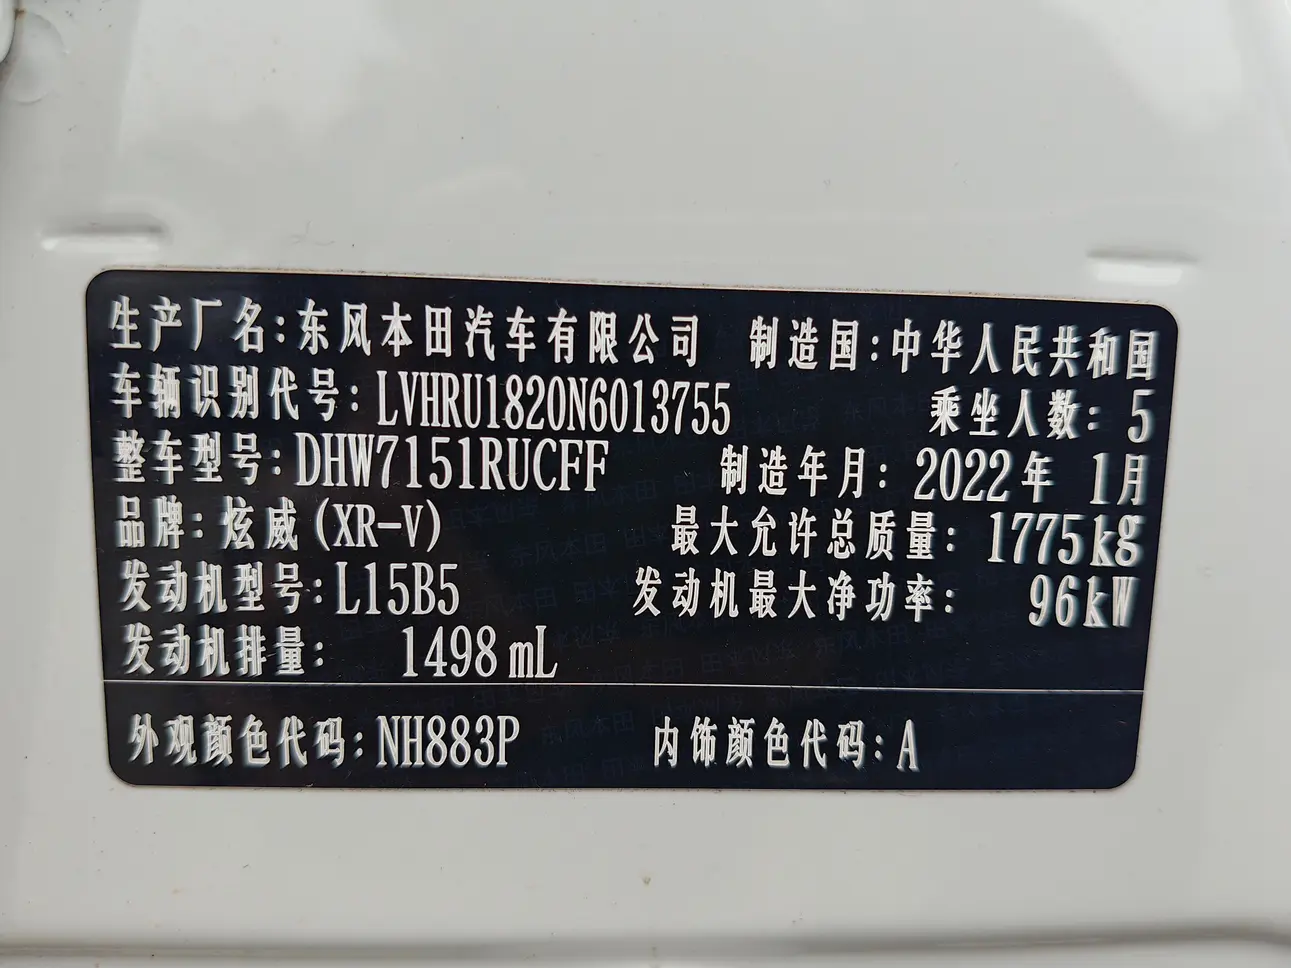 生产厂名:东风本田汽车有限公司 制造国:中华人民共和国
车辆识别代号:LVHRU1820N6013755 乘坐人数:5
整车型号:DHW7151RUCFF 制造年月:2022年 1月
品牌:炫威(XR-V) 最大允许总质量:1775kg
发动机型号:L15B5 发动机最大净功率:96kW
发动机排量: 1498mL
外观颜色代码:NH883P 内饰颜色代码:A